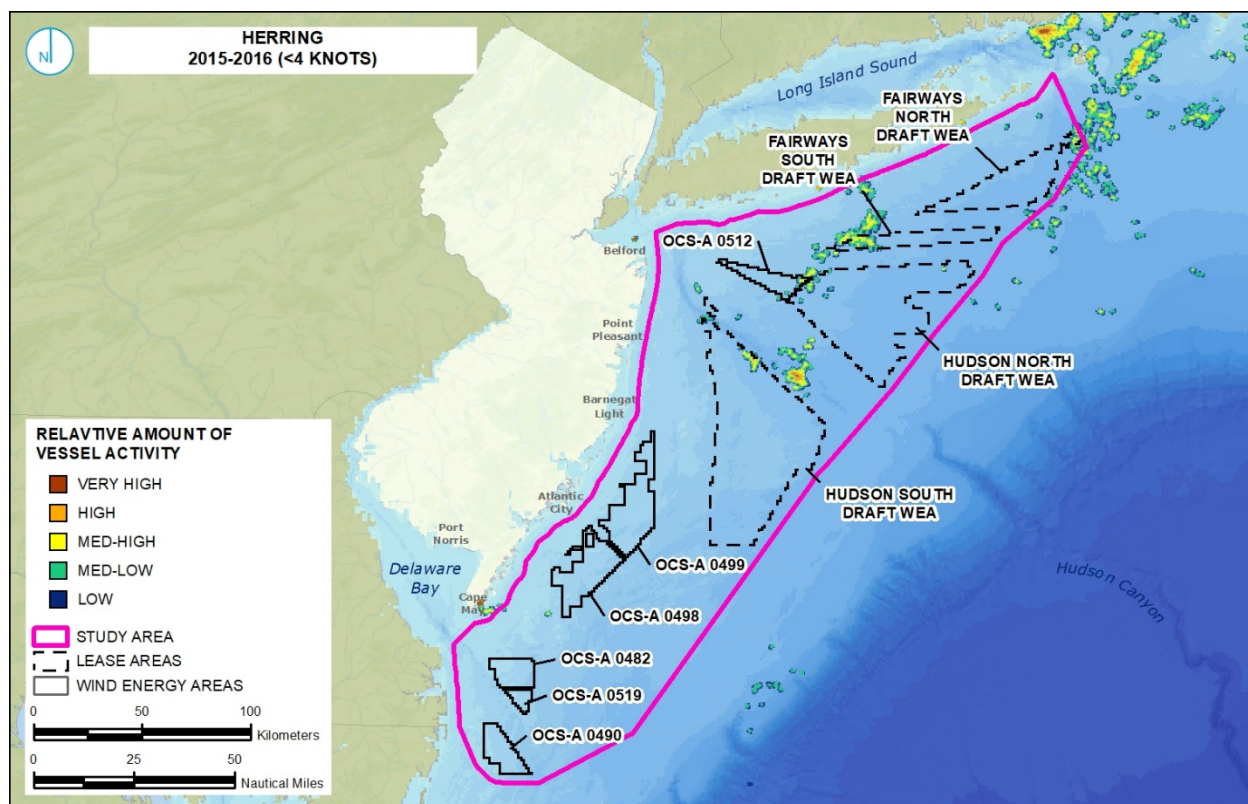 N
HERRING
2015-2016 (<4 KNOTS)
Long Island Sound
FAIRWAYS
NORTH
DRAFT WEA
FAIRWAYS
SOUTH
DRAFT WEA
OCS-A 0512
Belford
Point
Pleasant
HUDSON NORTH
DRAFT WEA
Barnegat
Light
HUDSON SOUTH
DRAFT WEA
Atlantic
City
Port
Norris
OCS-A 0499
Delaware
Bay
Hudson Canyon
Cape
May
OCS-A 0498
OCS-A 0482
OCS-A 0519
OCS-A 0490
RELAVTIVE AMOUNT OF
VESSEL ACTIVITY
VERY HIGH
HIGH
MED-HIGH
MED-LOW
LOW
STUDY AREA
LEASE AREAS
WIND ENERGY AREAS
0 50 100
Kilometers
0 25 50
Nautical Miles